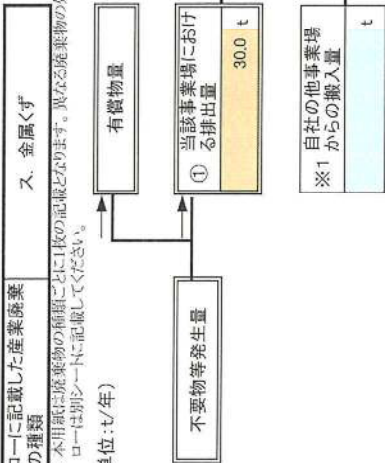 ローに記載した産業廃棄
の種類
ス. 金属くず
本用紙は廃棄物の種類ごとに1枚の記載となります。異なる廃棄物の
ローは別シートに記載してください。
単位:t/年)
有償物量
不要物等発生量
① 当該事業場におけ
る排出量
30.0 t
※1 自社の他事業場
からの搬入量
t